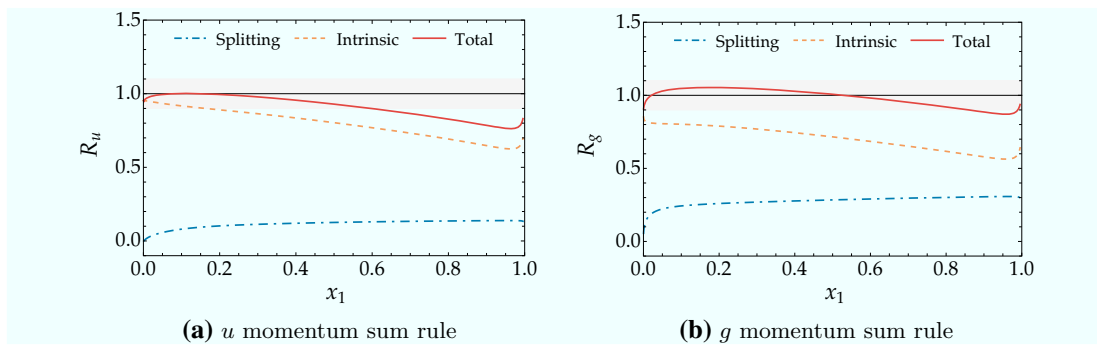 1.5
Splitting Intrinsic Total
1.0
R_u
0.5
0.0
0.0 0.2 0.4 0.6 0.8 1.0
x_1
(a) u momentum sum rule
1.5
Splitting Intrinsic Total
1.0
R_g
0.5
0.0
0.0 0.2 0.4 0.6 0.8 1.0
x_1
(b) g momentum sum rule